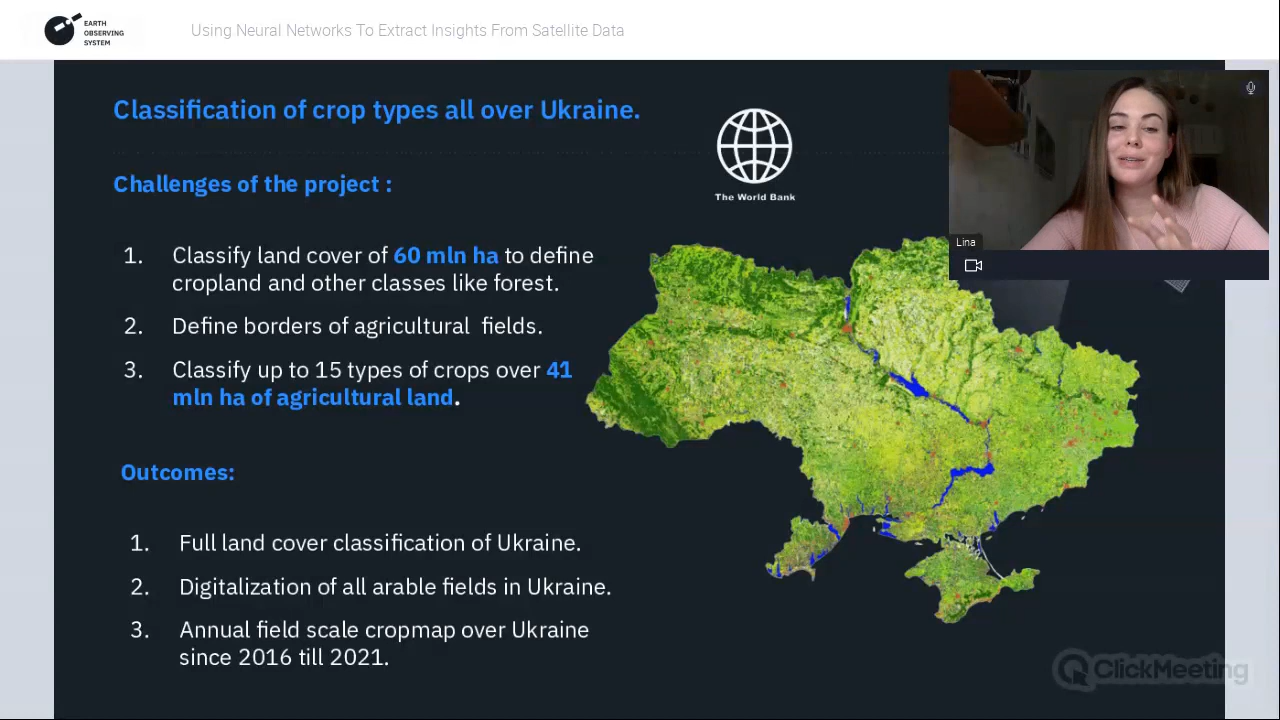 EARTH
OBSERVING
SYSTEM
Using Neural Networks To Extract Insights From Satellite Data
Classification of crop types all over Ukraine.
The World Bank
Lina
Challenges of the project :
1. Classify land cover of 60 mln ha to define
cropland and other classes like forest.
2. Define borders of agricultural fields.
3. Classify up to 15 types of crops over 41
mln ha of agricultural land.
Outcomes:
1. Full land cover classification of Ukraine.
2. Digitalization of all arable fields in Ukraine.
3. Annual field scale cropmap over Ukraine
since 2016 till 2021.
ClickMeeting